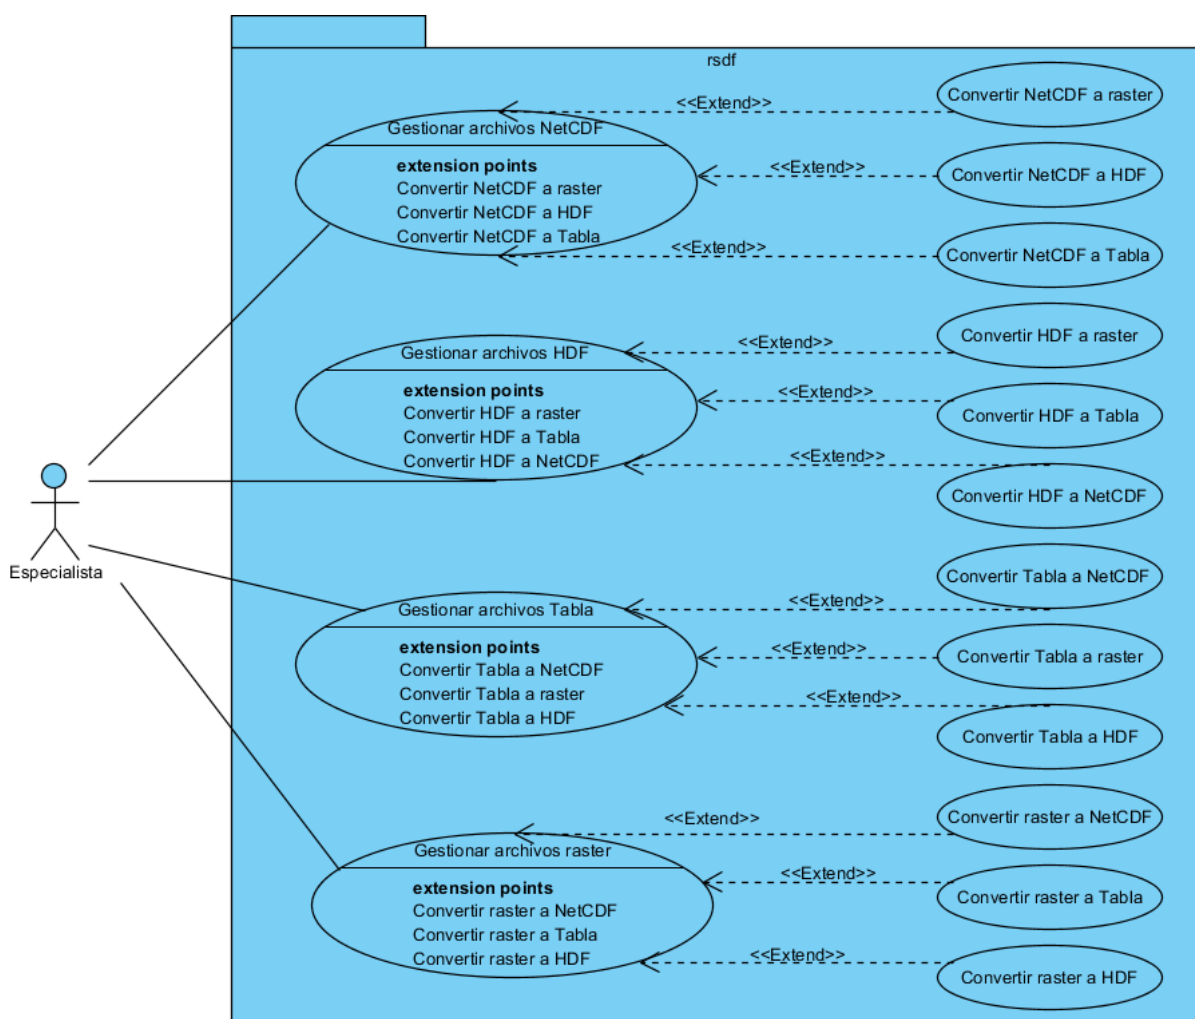 rsdf
Convertir NetCDF a raster
<<Extend>>
Gestionar archivos NetCDF
extension points
Convertir NetCDF a raster
Convertir NetCDF a HDF
Convertir NetCDF a Tabla
<<Extend>>
Convertir NetCDF a HDF
<<Extend>>
Convertir NetCDF a Tabla
Gestionar archivos HDF
extension points
Convertir HDF a raster
Convertir HDF a Tabla
Convertir HDF a NetCDF
<<Extend>>
Convertir HDF a raster
<<Extend>>
Convertir HDF a Tabla
<<Extend>>
Convertir HDF a NetCDF
Especialista
Gestionar archivos Tabla
extension points
Convertir Tabla a NetCDF
Convertir Tabla a raster
Convertir Tabla a HDF
<<Extend>>
Convertir Tabla a NetCDF
<<Extend>>
Convertir Tabla a raster
<<Extend>>
Convertir Tabla a HDF
Gestionar archivos raster
extension points
Convertir raster a NetCDF
Convertir raster a Tabla
Convertir raster a HDF
<<Extend>>
Convertir raster a NetCDF
<<Extend>>
Convertir raster a Tabla
<<Extend>>
Convertir raster a HDF